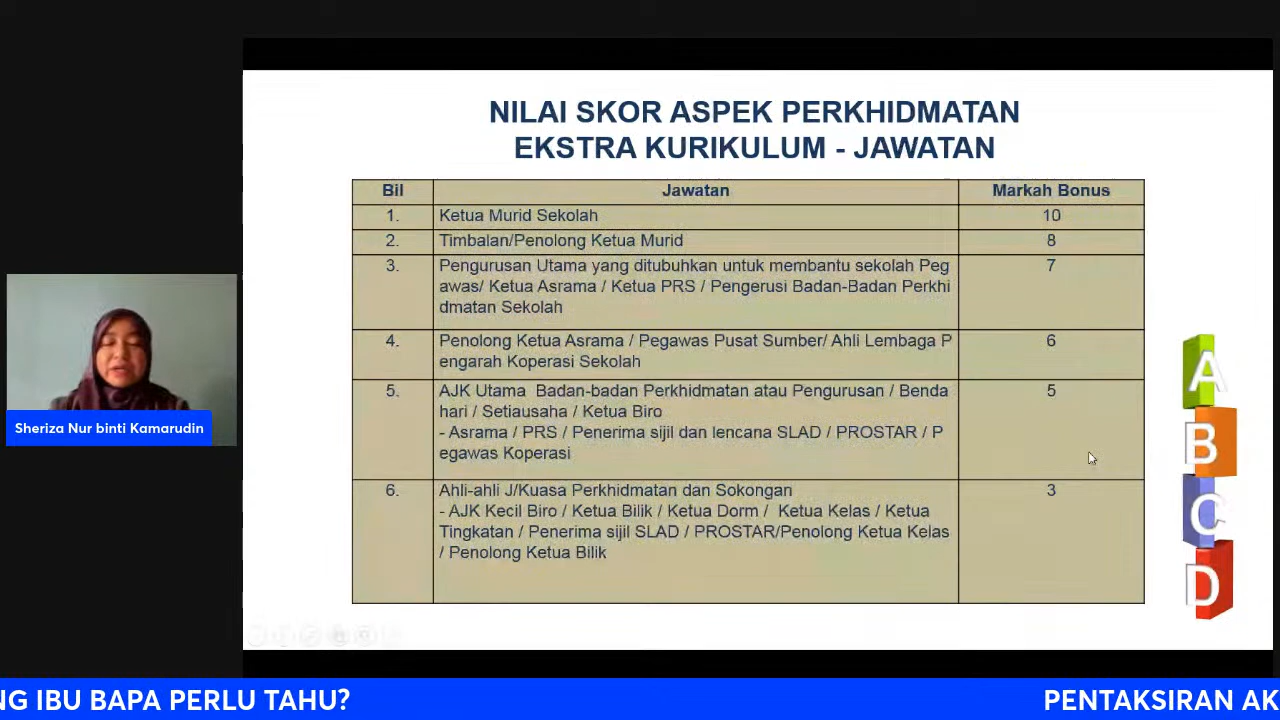 NILAI SKOR ASPEK PERKHIDMATAN
EKSTRA KURIKULUM - JAWATAN
Bil Jawatan Markah Bonus
1. Ketua Murid Sekolah 10
2. Timbalan/Penolong Ketua Murid 8
3. Pengurusan Utama yang ditubuhkan untuk membantu sekolah Peg 7
awas/ Ketua Asrama / Ketua PRS / Pengerusi Badan-Badan Perkhi
dmatan Sekolah
4. Penolong Ketua Asrama / Pegawas Pusat Sumber/ Ahli Lembaga P 6
engarah Koperasi Sekolah
5. AJK Utama Badan-badan Perkhidmatan atau Pengurusan / Benda 5
hari / Setiausaha / Ketua Biro
- Asrama / PRS / Penerima sijil dan lencana SLAD / PROSTAR / P
egawas Koperasi
6. Ahli-ahli J/Kuasa Perkhidmatan dan Sokongan 3
- AJK Kecil Biro / Ketua Bilik / Ketua Dorm / Ketua Kelas / Ketua
Tingkatan / Penerima sijil SLAD / PROSTAR/Penolong Ketua Kelas
/ Penolong Ketua Bilik
A
B
C
D
Sheriza Nur binti Kamarudin
NG IBU BAPA PERLU TAHU? PENTAKSIRAN AK